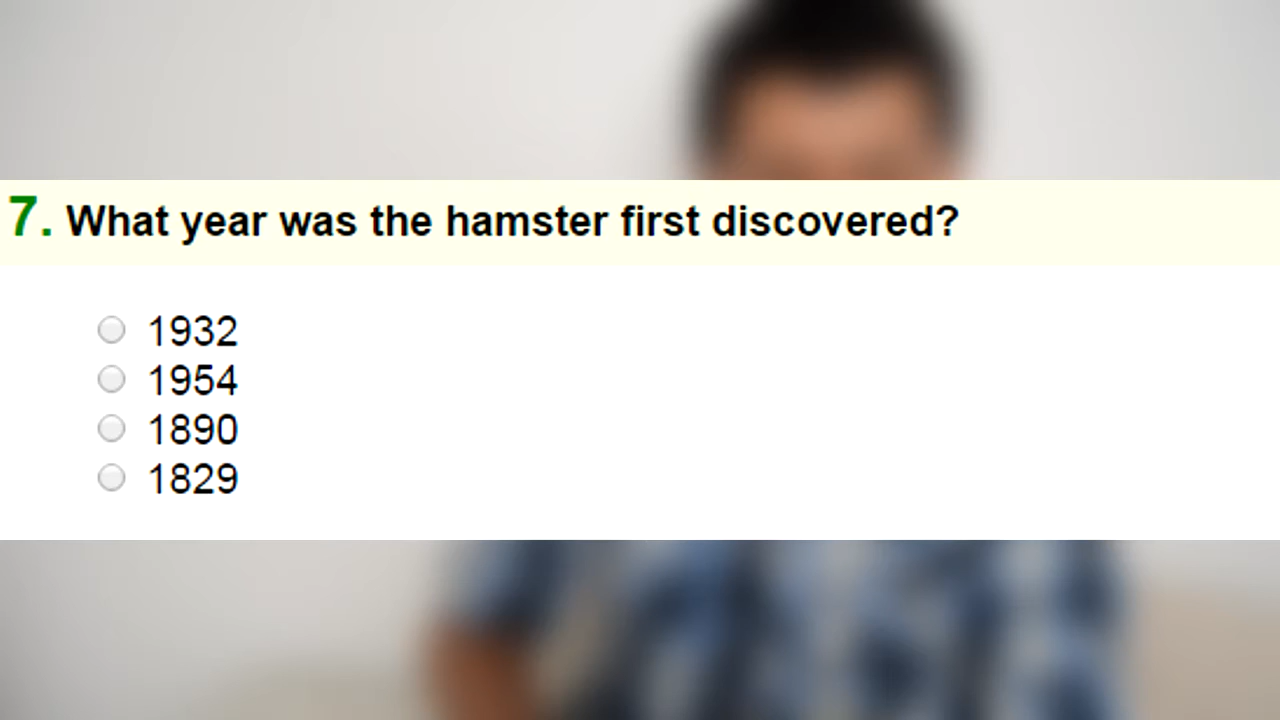 7. What year was the hamster first discovered?
1932
1954
1890
1829